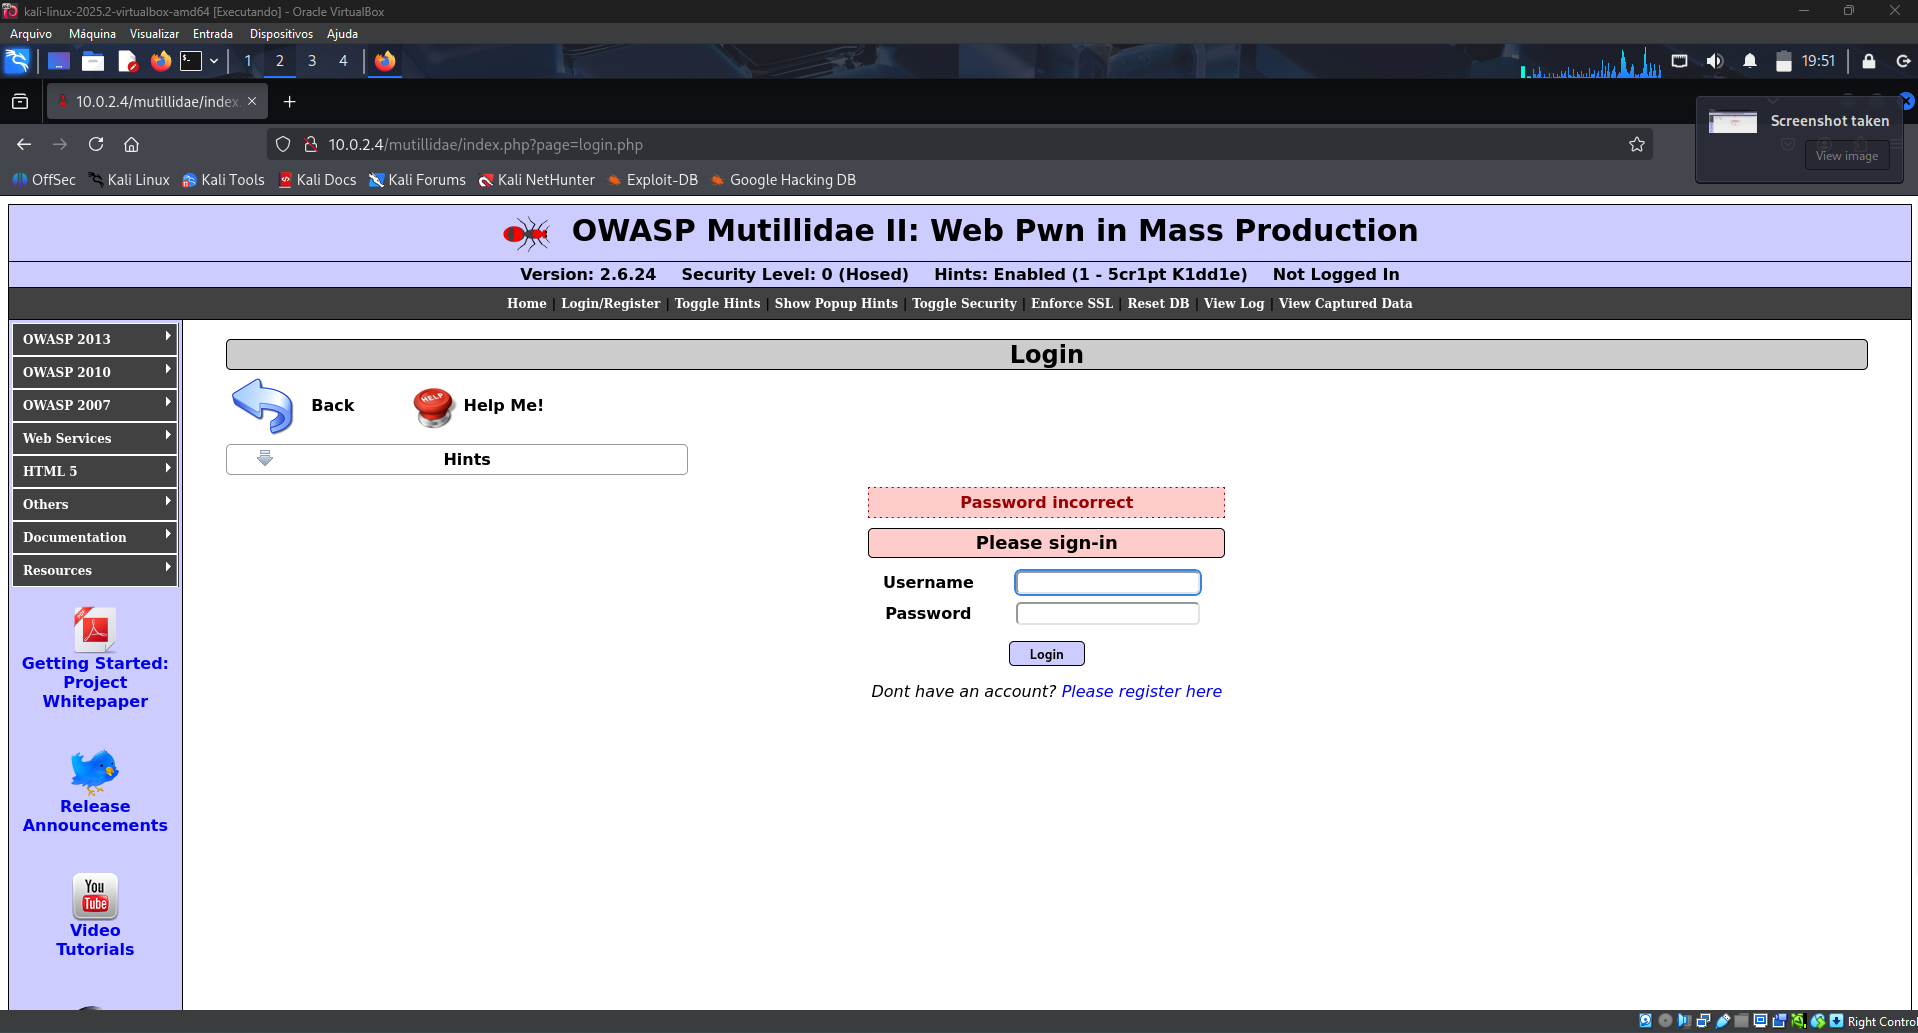 kali-linux-2025.2-virtualbox-amd64 [Executando] - Oracle VirtualBox
Arquivo Máquina Visualizar Entrada Dispositivos Ajuda
1 2 3 4 19:51
10.0.2.4/mutillidae/index.
Screenshot taken
View image
10.0.2.4/mutillidae/index.php?page=login.php
OffSec Kali Linux Kali Tools Kali Docs Kali Forums Kali NetHunter Exploit-DB Google Hacking DB
OWASP Mutillidae II: Web Pwn in Mass Production
Version: 2.6.24 Security Level: 0 (Hosed) Hints: Enabled (1 - 5cr1pt K1dd1e) Not Logged In
Home | Login/Register | Toggle Hints | Show Popup Hints | Toggle Security | Enforce SSL | Reset DB | View Log | View Captured Data
OWASP 2013
OWASP 2010
OWASP 2007
Web Services
HTML 5
Others
Documentation
Resources
Getting Started:
Project
Whitepaper
Release
Announcements
You
Tube
Video
Tutorials
Login
Back
HELP
Help Me!
Hints
Password incorrect
Please sign-in
Username
Password
Login
Dont have an account? Please register here
Right Control